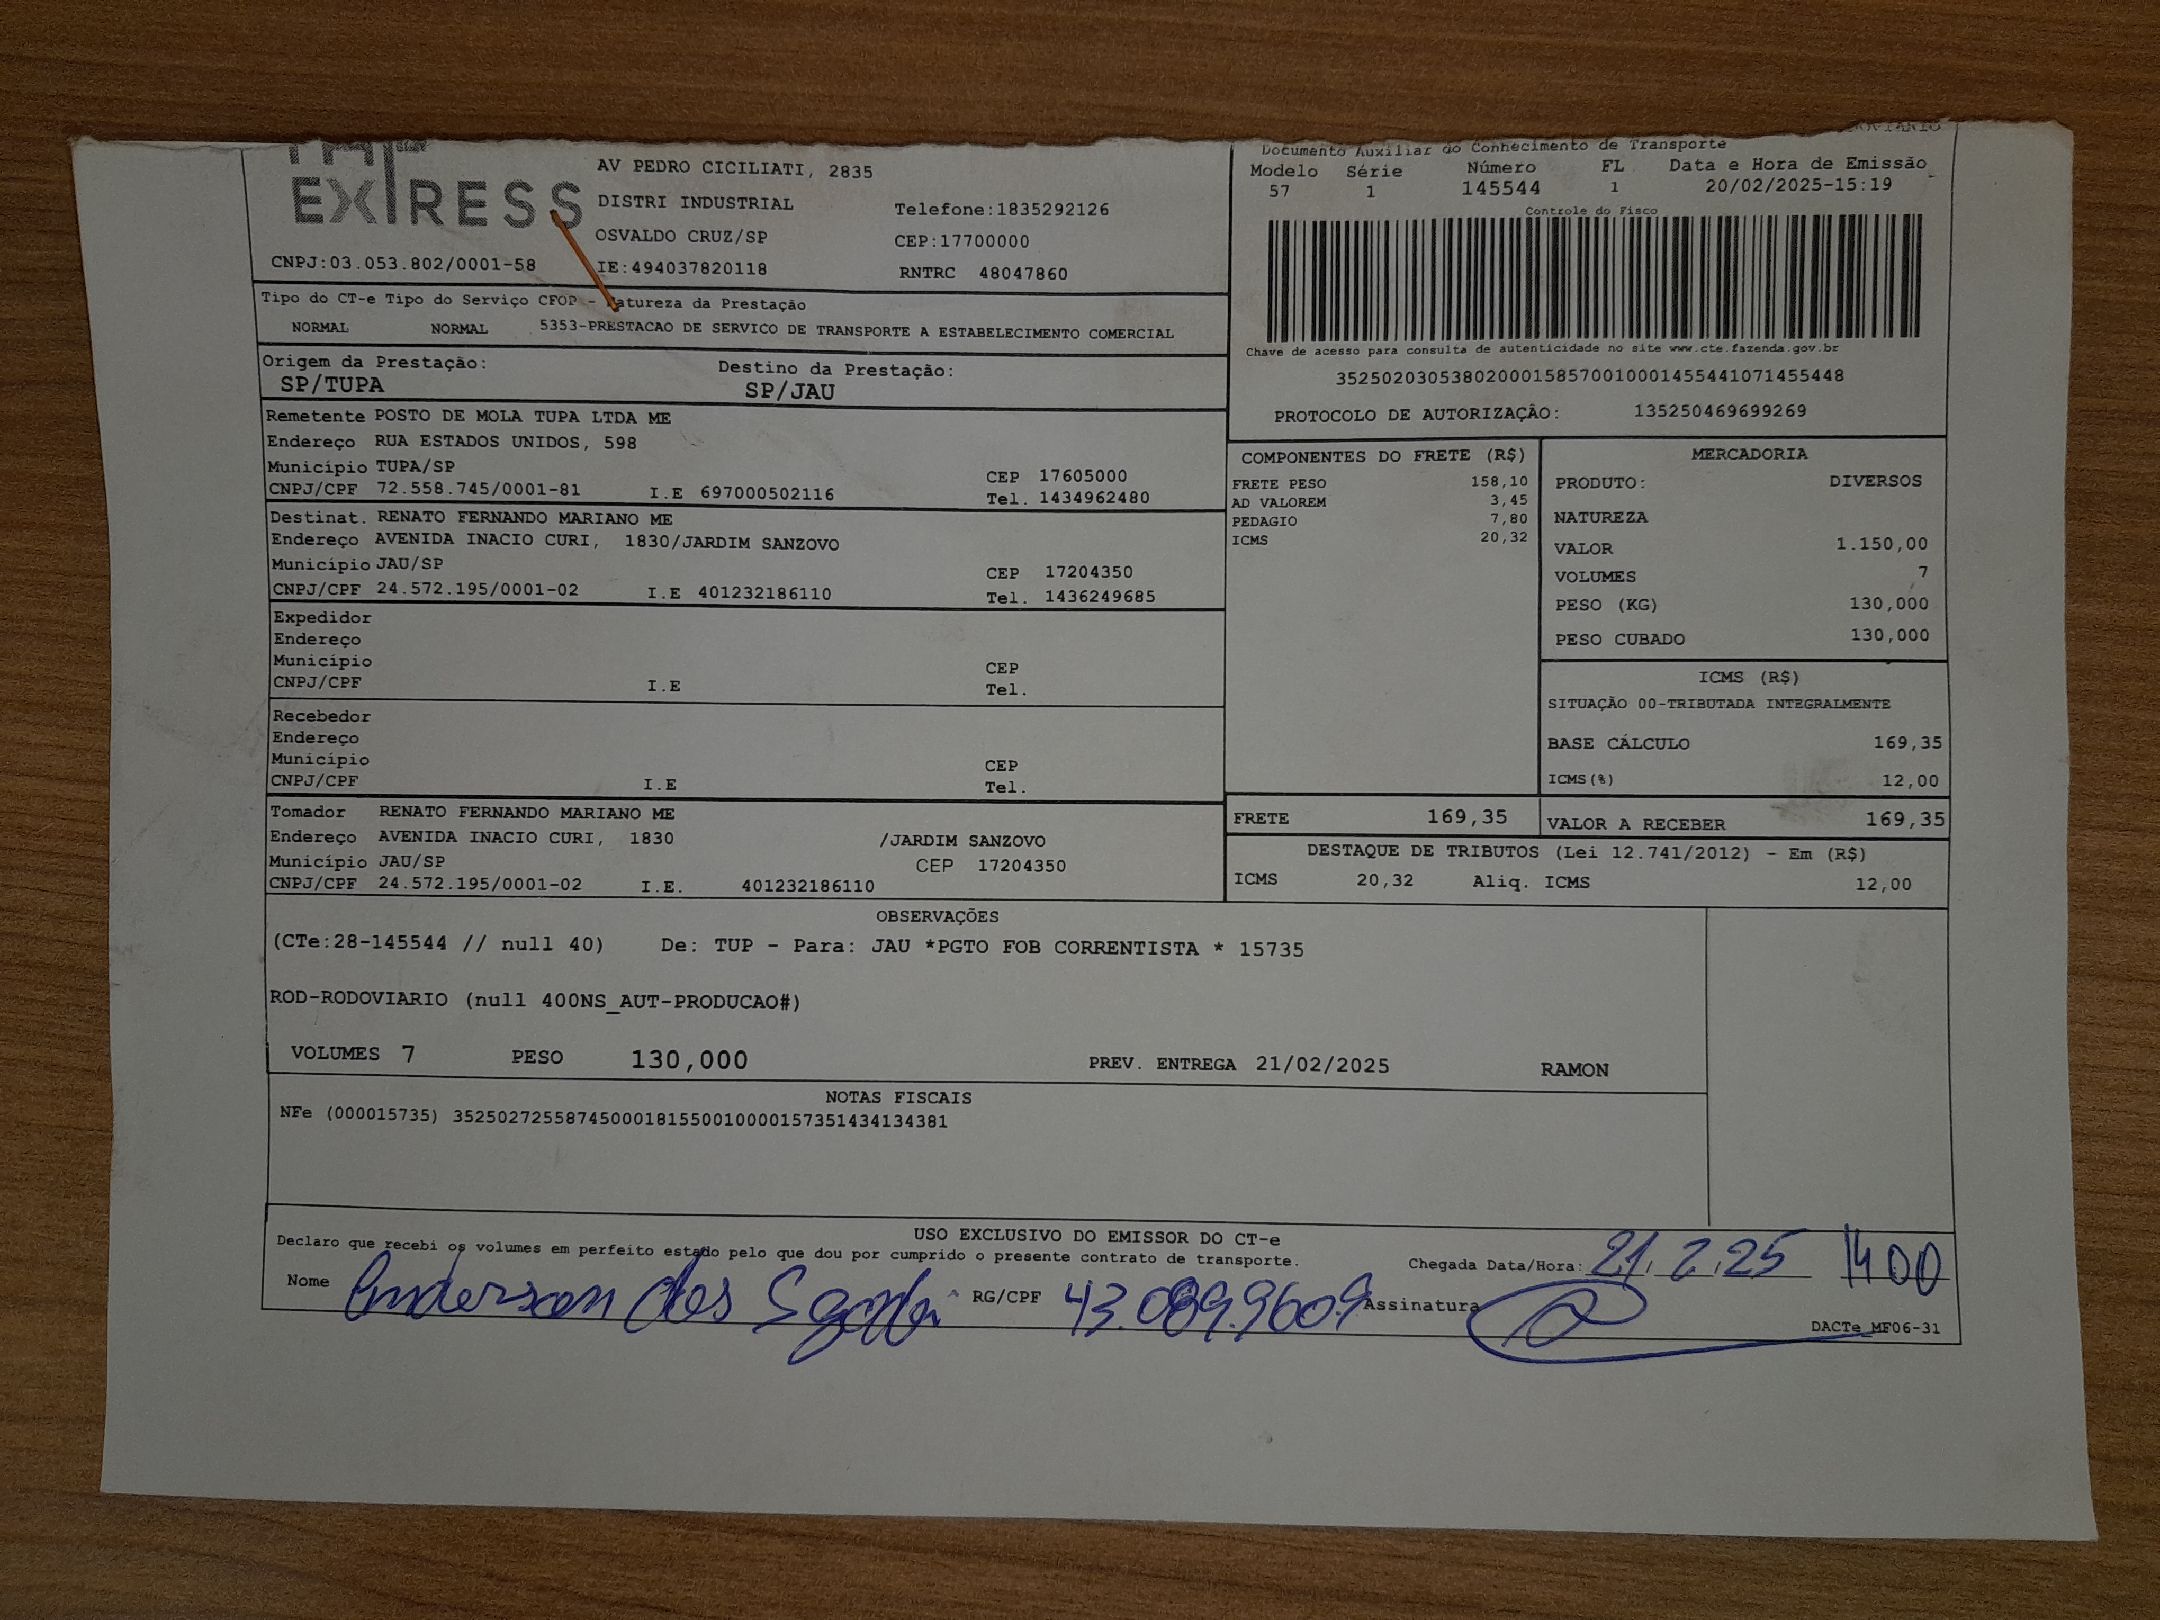 EXPRESS
AV PEDRO CICILIATI, 2835
DISTRI INDUSTRIAL
Telefone:1835292126
OSVALDO CRUZ/SP
CEP:17700000
CNPJ:03.053.802/0001-58
IE:494037820118
RNTRC 48047860
Documento Auxiliar do Conhecimento de Transporte
Modelo Série Número FL Data e Hora de Emissão
57 1 145544 1 20/02/2025-15:19
Controle do Fisco
Chave de acesso para consulta de autenticidade no site www.cte.fazenda.gov.br
35250203053802000158570010001455441071455448
PROTOCOLO DE AUTORIZAÇÃO: 135250469699269
Tipo do CT-e Tipo do Serviço CFOP - Natureza da Prestação
NORMAL NORMAL 5353-PRESTACAO DE SERVICO DE TRANSPORTE A ESTABELECIMENTO COMERCIAL
Origem da Prestação: Destino da Prestação:
SP/TUPA SP/JAU
Remetente POSTO DE MOLA TUPA LTDA ME
Endereço RUA ESTADOS UNIDOS, 598
Município TUPA/SP CEP 17605000
CNPJ/CPF 72.558.745/0001-81 I.E 697000502116 Tel. 1434962480
Destinat. RENATO FERNANDO MARIANO ME
Endereço AVENIDA INACIO CURI, 1830/JARDIM SANZOVO
Município JAU/SP CEP 17204350
CNPJ/CPF 24.572.195/0001-02 I.E 401232186110 Tel. 1436249685
Expedidor
Endereço
Município CEP
CNPJ/CPF I.E Tel.
Recebedor
Endereço
Município CEP
CNPJ/CPF I.E Tel.
Tomador RENATO FERNANDO MARIANO ME
Endereço AVENIDA INACIO CURI, 1830 /JARDIM SANZOVO
Município JAU/SP CEP 17204350
CNPJ/CPF 24.572.195/0001-02 I.E. 401232186110
COMPONENTES DO FRETE (R$)
FRETE PESO 158,10
AD VALOREM 3,45
PEDAGIO 7,80
ICMS 20,32
MERCADORIA
PRODUTO: DIVERSOS
NATUREZA
VALOR 1.150,00
VOLUMES 7
PESO (KG) 130,000
PESO CUBADO 130,000
ICMS (R$)
SITUAÇÃO 00-TRIBUTADA INTEGRALMENTE
BASE CÁLCULO 169,35
ICMS(%) 12,00
FRETE 169,35 VALOR A RECEBER 169,35
DESTAQUE DE TRIBUTOS (Lei 12.741/2012) - Em (R$)
ICMS 20,32 Aliq. ICMS 12,00
OBSERVAÇÕES
(CTe:28-145544 // null 40) De: TUP - Para: JAU *PGTO FOB CORRENTISTA * 15735
ROD-RODOVIARIO (null 400NS_AUT-PRODUCAO#)
VOLUMES 7 PESO 130,000 PREV. ENTREGA 21/02/2025 RAMON
NOTAS FISCAIS
NFe (000015735) 35250272558745000181550010000157351434134381
USO EXCLUSIVO DO EMISSOR DO CT-e
Declaro que recebi os volumes em perfeito estado pelo que dou por cumprido o presente contrato de transporte.
Chegada Data/Hora: 21.2.25 1400
Nome Anderson dos RG/CPF 43.089.960-9 Assinatura
DACTe_MF06-31